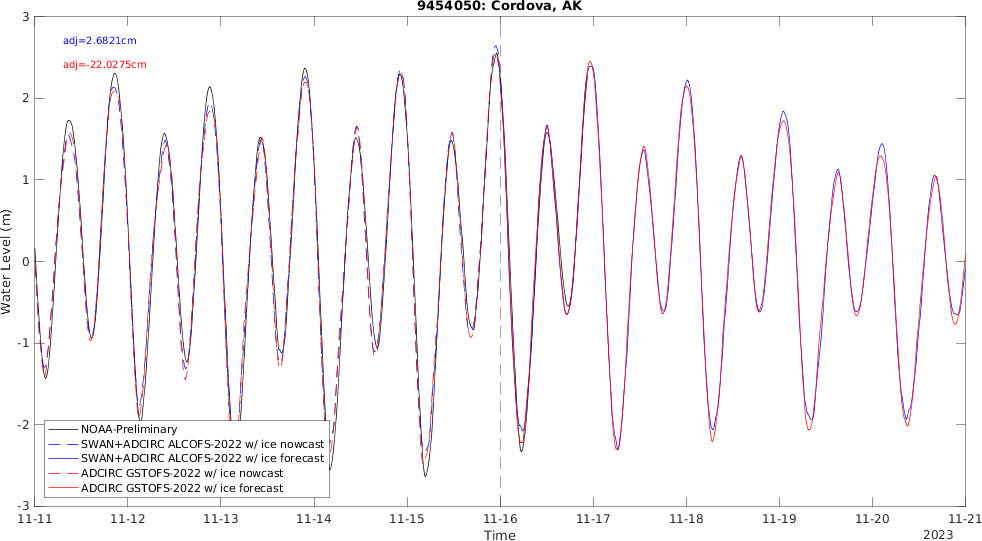 9454050: Cordova, AK
adj=2.6821cm
adj=-22.0275cm
Water Level (m)
3
2
1
0
-1
-2
-3
NOAA-Preliminary
SWAN+ADCIRC ALCOFS-2022 w/ ice nowcast
SWAN+ADCIRC ALCOFS-2022 w/ ice forecast
ADCIRC GSTOFS-2022 w/ ice nowcast
ADCIRC GSTOFS-2022 w/ ice forecast
11-11 11-12 11-13 11-14 11-15 11-16 11-17 11-18 11-19 11-20 11-21
Time
2023